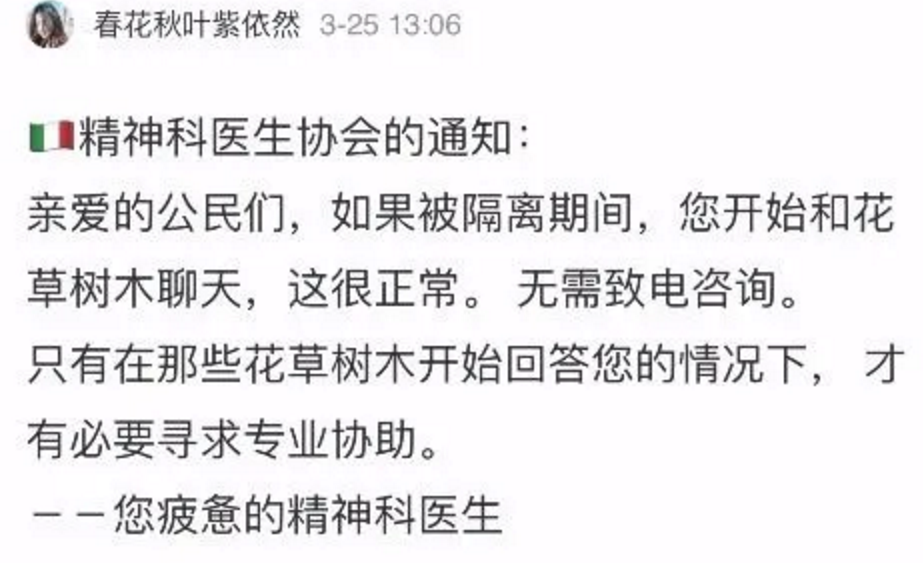 春花秋叶紫依然 3-25 13:06
🇮🇹精神科医生协会的通知：
亲爱的公民们，如果被隔离期间，您开始和花
草树木聊天，这很正常。 无需致电咨询。
只有在那些花草树木开始回答您的情况下， 才
有必要寻求专业协助。
－－您疲惫的精神科医生